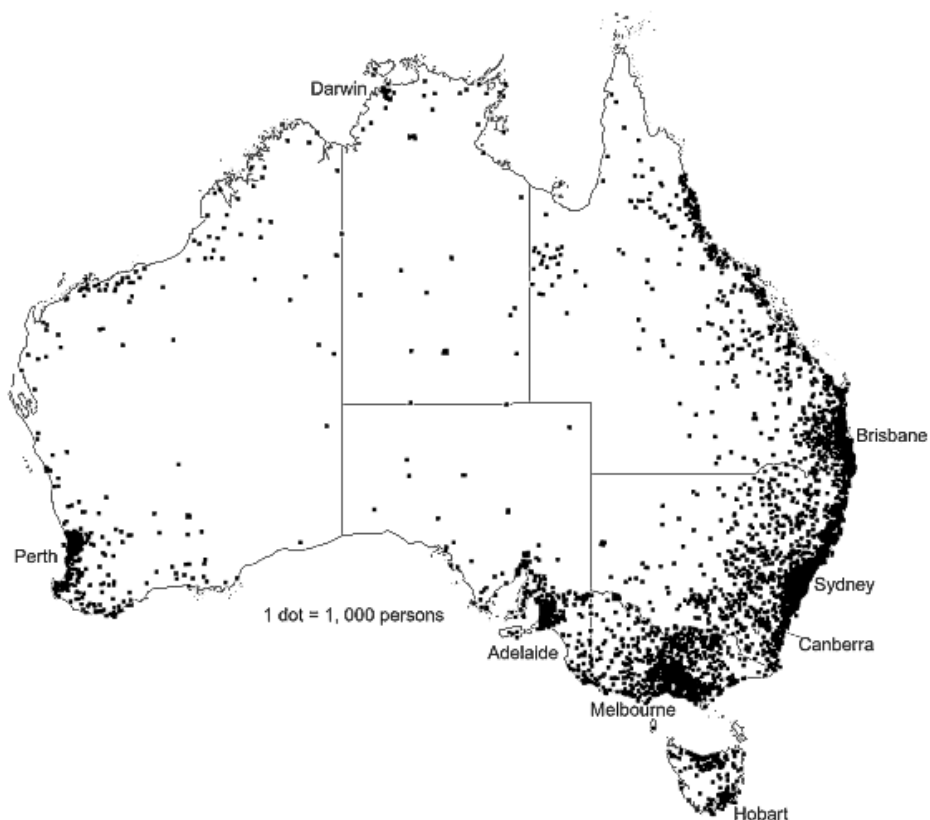 Darwin
Brisbane
Perth
Sydney
1 dot = 1, 000 persons
Canberra
Adelaide
Melbourne
Hobart